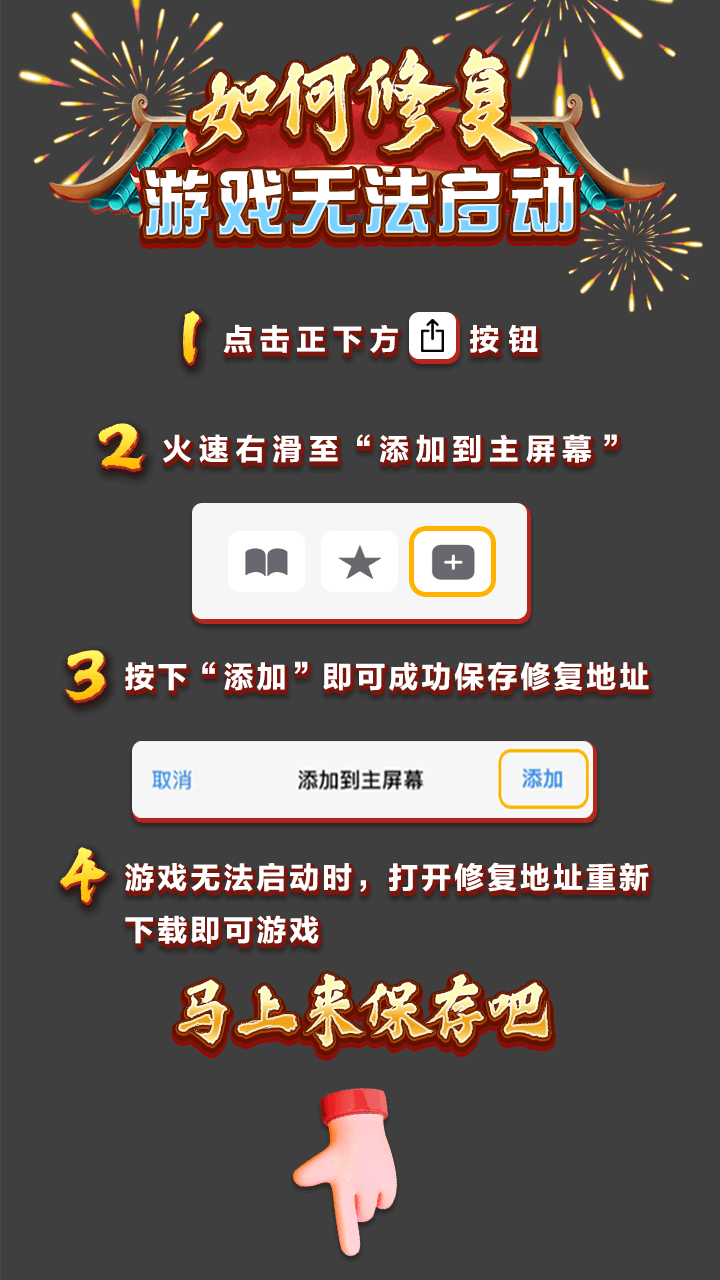 如何修复
游戏无法启动
1 点击正下方 按钮
2 火速右滑至“添加到主屏幕”
3 按下“添加”即可成功保存修复地址
取消 添加到主屏幕 添加
4 游戏无法启动时，打开修复地址重新
下载即可游戏
马上来保存吧